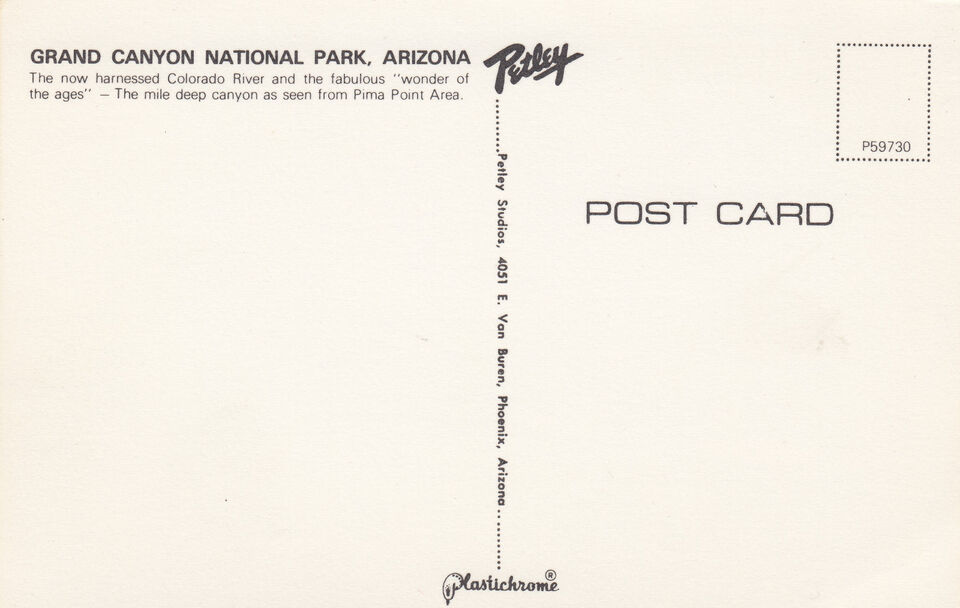 GRAND CANYON NATIONAL PARK, ARIZONA
The now harnessed Colorado River and the fabulous "wonder of
the ages" — The mile deep canyon as seen from Pima Point Area.
Petley
Petley Studios, 4051 E. Van Buren, Phoenix, Arizona
P59730
POST CARD
Plastichrome®